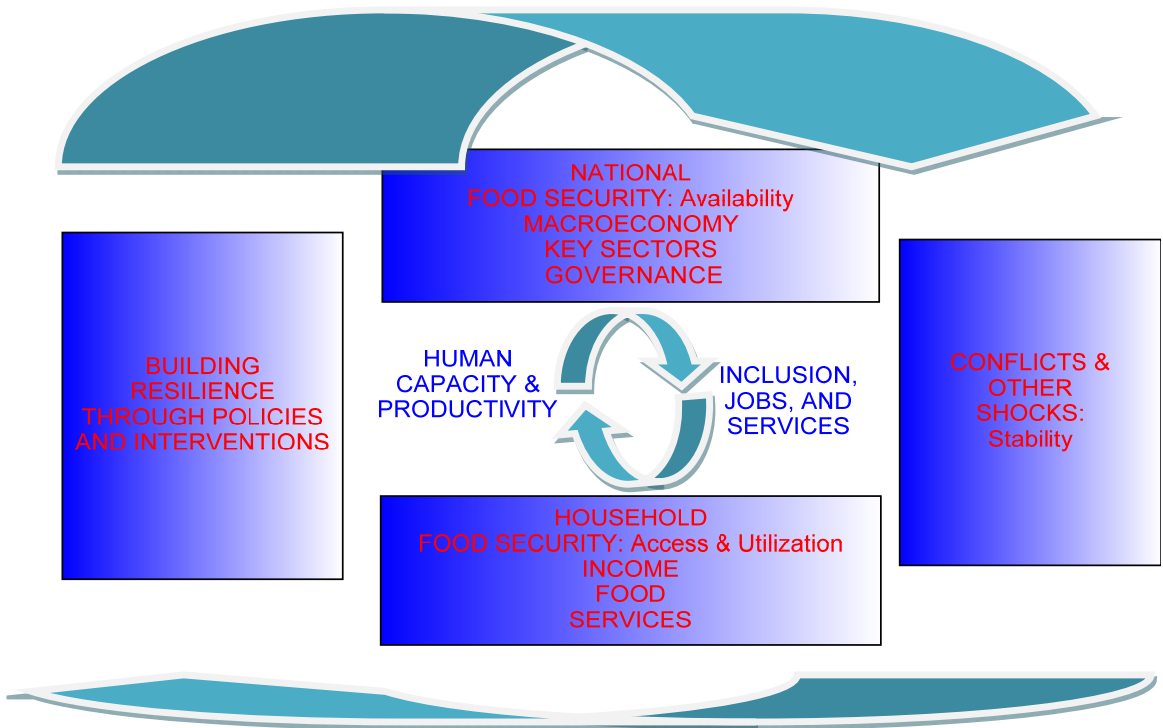 NATIONAL
FOOD SECURITY: Availability
MACROECONOMY
KEY SECTORS
GOVERNANCE
BUILDING
RESILIENCE
THROUGH POLICIES
AND INTERVENTIONS
HUMAN
CAPACITY &
PRODUCTIVITY
INCLUSION,
JOBS, AND
SERVICES
CONFLICTS &
OTHER
SHOCKS:
Stability
HOUSEHOLD
FOOD SECURITY: Access & Utilization
INCOME
FOOD
SERVICES